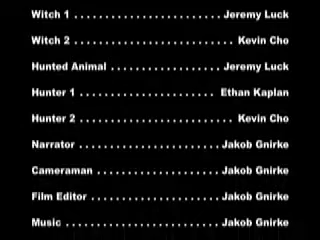 Witch 1 . . . . . . . . . . . . . . . . . . . . . Jeremy Luck
Witch 2 . . . . . . . . . . . . . . . . . . . . . . . Kevin Cho
Hunted Animal . . . . . . . . . . . . . . . . Jeremy Luck
Hunter 1 . . . . . . . . . . . . . . . . . . . . Ethan Kaplan
Hunter 2 . . . . . . . . . . . . . . . . . . . . . . . Kevin Cho
Narrator . . . . . . . . . . . . . . . . . . . . . Jakob Gnirke
Cameraman . . . . . . . . . . . . . . . . . . Jakob Gnirke
Film Editor . . . . . . . . . . . . . . . . . . . Jakob Gnirke
Music . . . . . . . . . . . . . . . . . . . . . . . Jakob Gnirke